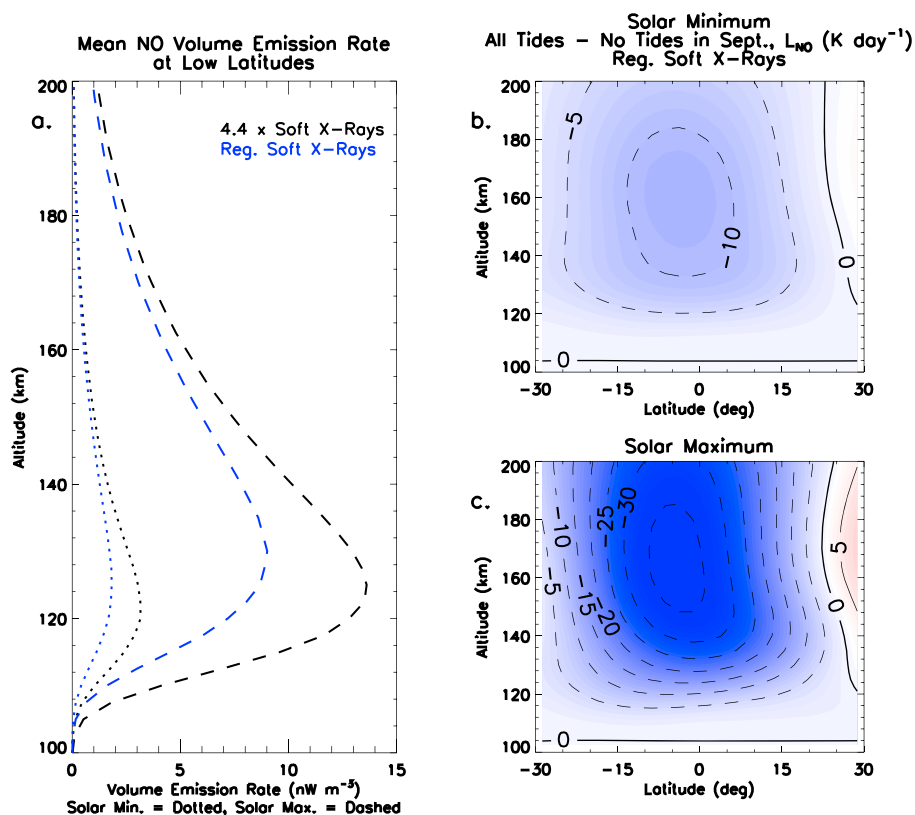 Mean NO Volume Emission Rate
at Low Latitudes
a.
4.4 x Soft X-Rays
Reg. Soft X-Rays
200
180
160
140
120
100
Altitude (km)
0 5 10 15
Volume Emission Rate (nW m⁻³)
Solar Min. = Dotted, Solar Max. = Dashed
Solar Minimum
All Tides - No Tides in Sept., L_NO (K day⁻¹)
Reg. Soft X-Rays
b.
200
180
160
140
120
100
Altitude (km)
-5
-10
0
0
-30 -15 0 15 30
Latitude (deg)
Solar Maximum
c.
200
180
160
140
120
100
Altitude (km)
-30
-25
-10
5
-5
-15
-20
0
0
-30 -15 0 15 30
Latitude (deg)